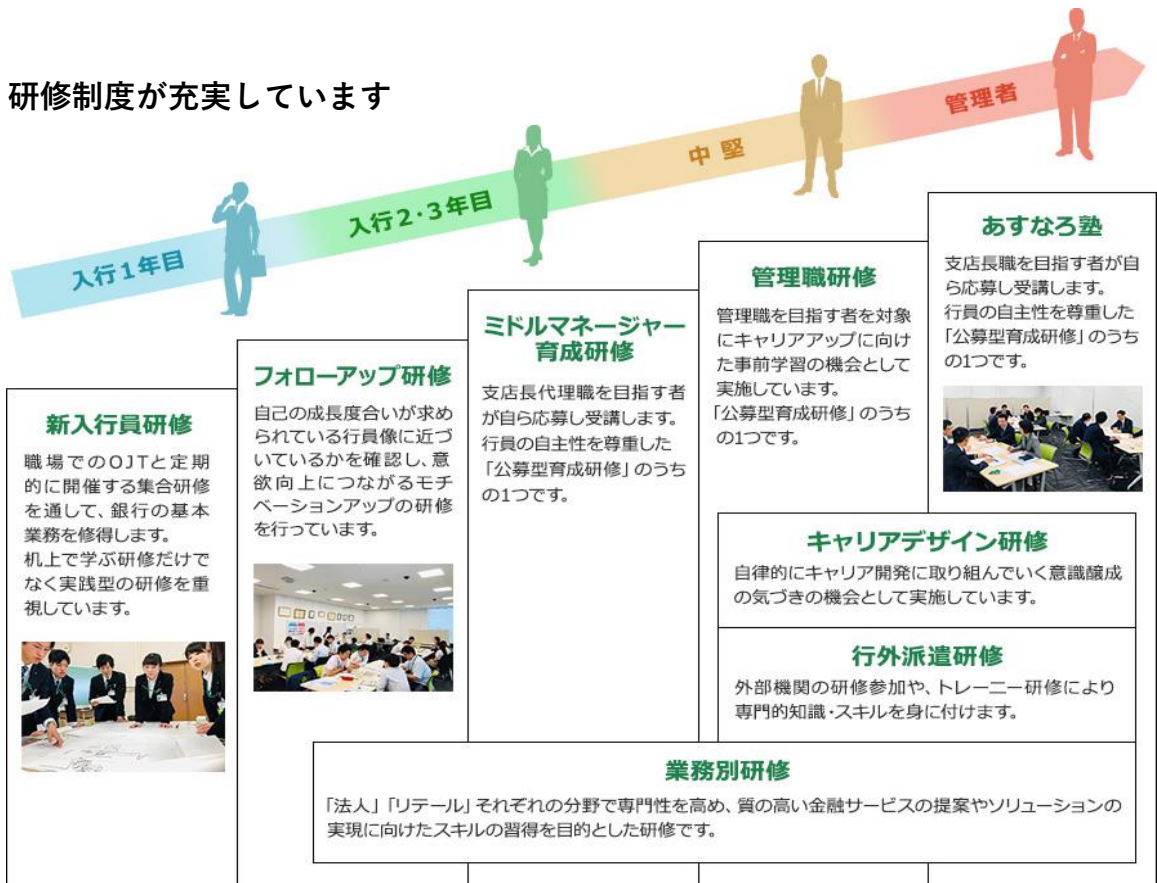 研修制度が充実しています
入行1年目
入行2・3年目
中 堅
管理者
新入行員研修
職場でのOJTと定期
的に開催する集合研修
を通して、銀行の基本
業務を修得します。
机上で学ぶ研修だけで
なく実践型の研修を重
視しています。
フォローアップ研修
自己の成長度合いが求め
られている行員像に近づ
いているかを確認し、意
欲向上につながるモチ
ベーションアップの研修
を行っています。
ミドルマネージャー
育成研修
支店長代理職を目指す者
が自ら応募し受講します。
行員の自主性を尊重した
「公募型育成研修」のうち
の1つです。
管理職研修
管理職を目指す者を対象
にキャリアアップに向け
た事前学習の機会として
実施しています。
「公募型育成研修」のうち
の1つです。
あすなろ塾
支店長職を目指す者が自
ら応募し受講します。
行員の自主性を尊重した
「公募型育成研修」のうち
の1つです。
キャリアデザイン研修
自律的にキャリア開発に取り組んでいく意識醸成
の気づきの機会として実施しています。
行外派遣研修
外部機関の研修参加や、トレーニー研修により
専門的知識・スキルを身に付けます。
業務別研修
「法人」「リテール」それぞれの分野で専門性を高め、質の高い金融サービスの提案やソリューションの
実現に向けたスキルの習得を目的とした研修です。